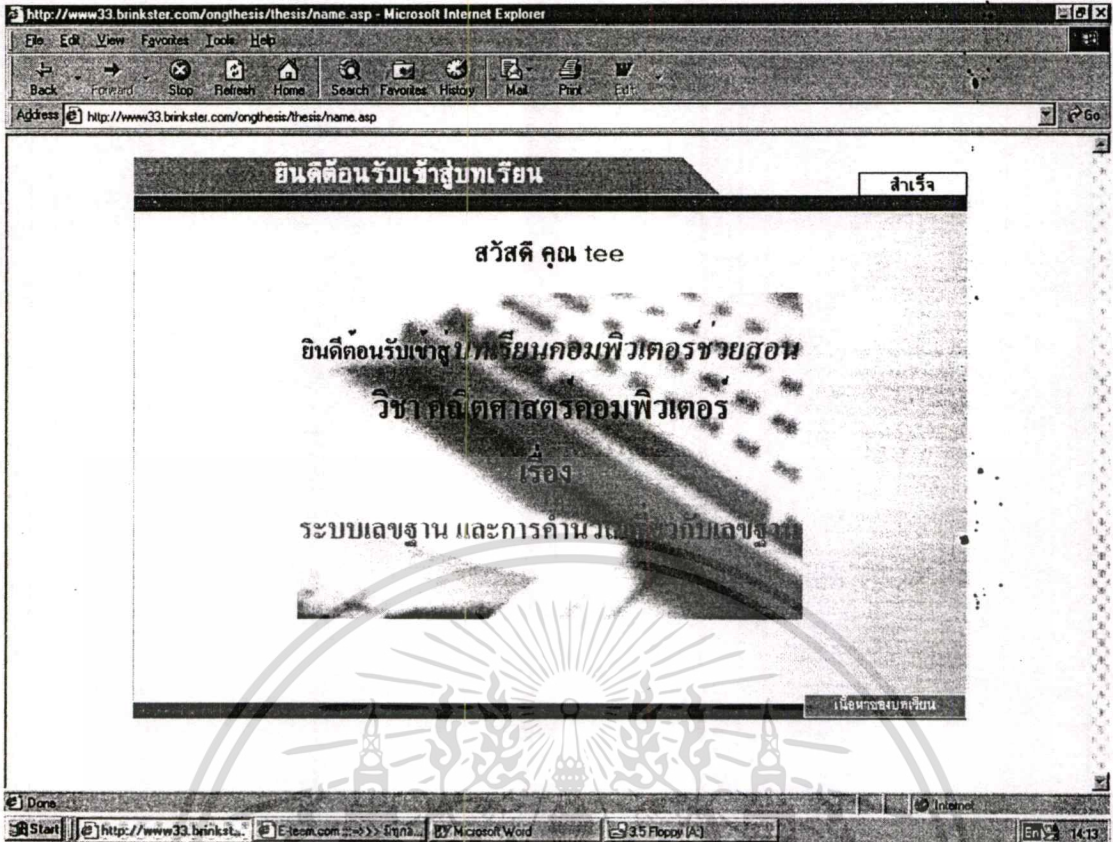 http://www33.brinkster.com/ongthesis/thesis/name.asp - Microsoft Internet Explorer
File Edit View Favorites Tools Help
Back Forward Stop Refresh Home Search Favorites History Mail Print Edit
Address http://www33.brinkster.com/ongthesis/thesis/name.asp Go
ยินดีต้อนรับเข้าสู่บทเรียน
สำเร็จ
สวัสดี คุณ tee
ยินดีต้อนรับเข้าสู่บทเรียนคอมพิวเตอร์ช่วยสอน
วิชา คณิตศาสตร์คอมพิวเตอร์
เรื่อง
ระบบเลขฐาน และการคำนวณเกี่ยวกับเลขฐาน
เนื้อหาของบทเรียน
Done Internet
Start http://www33.brinkst... E-teem.com Microsoft Word 3.5 Floppy (A:) En 14:13